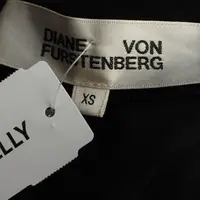 DIANE VON
FURSTENBERG
XS
LLY